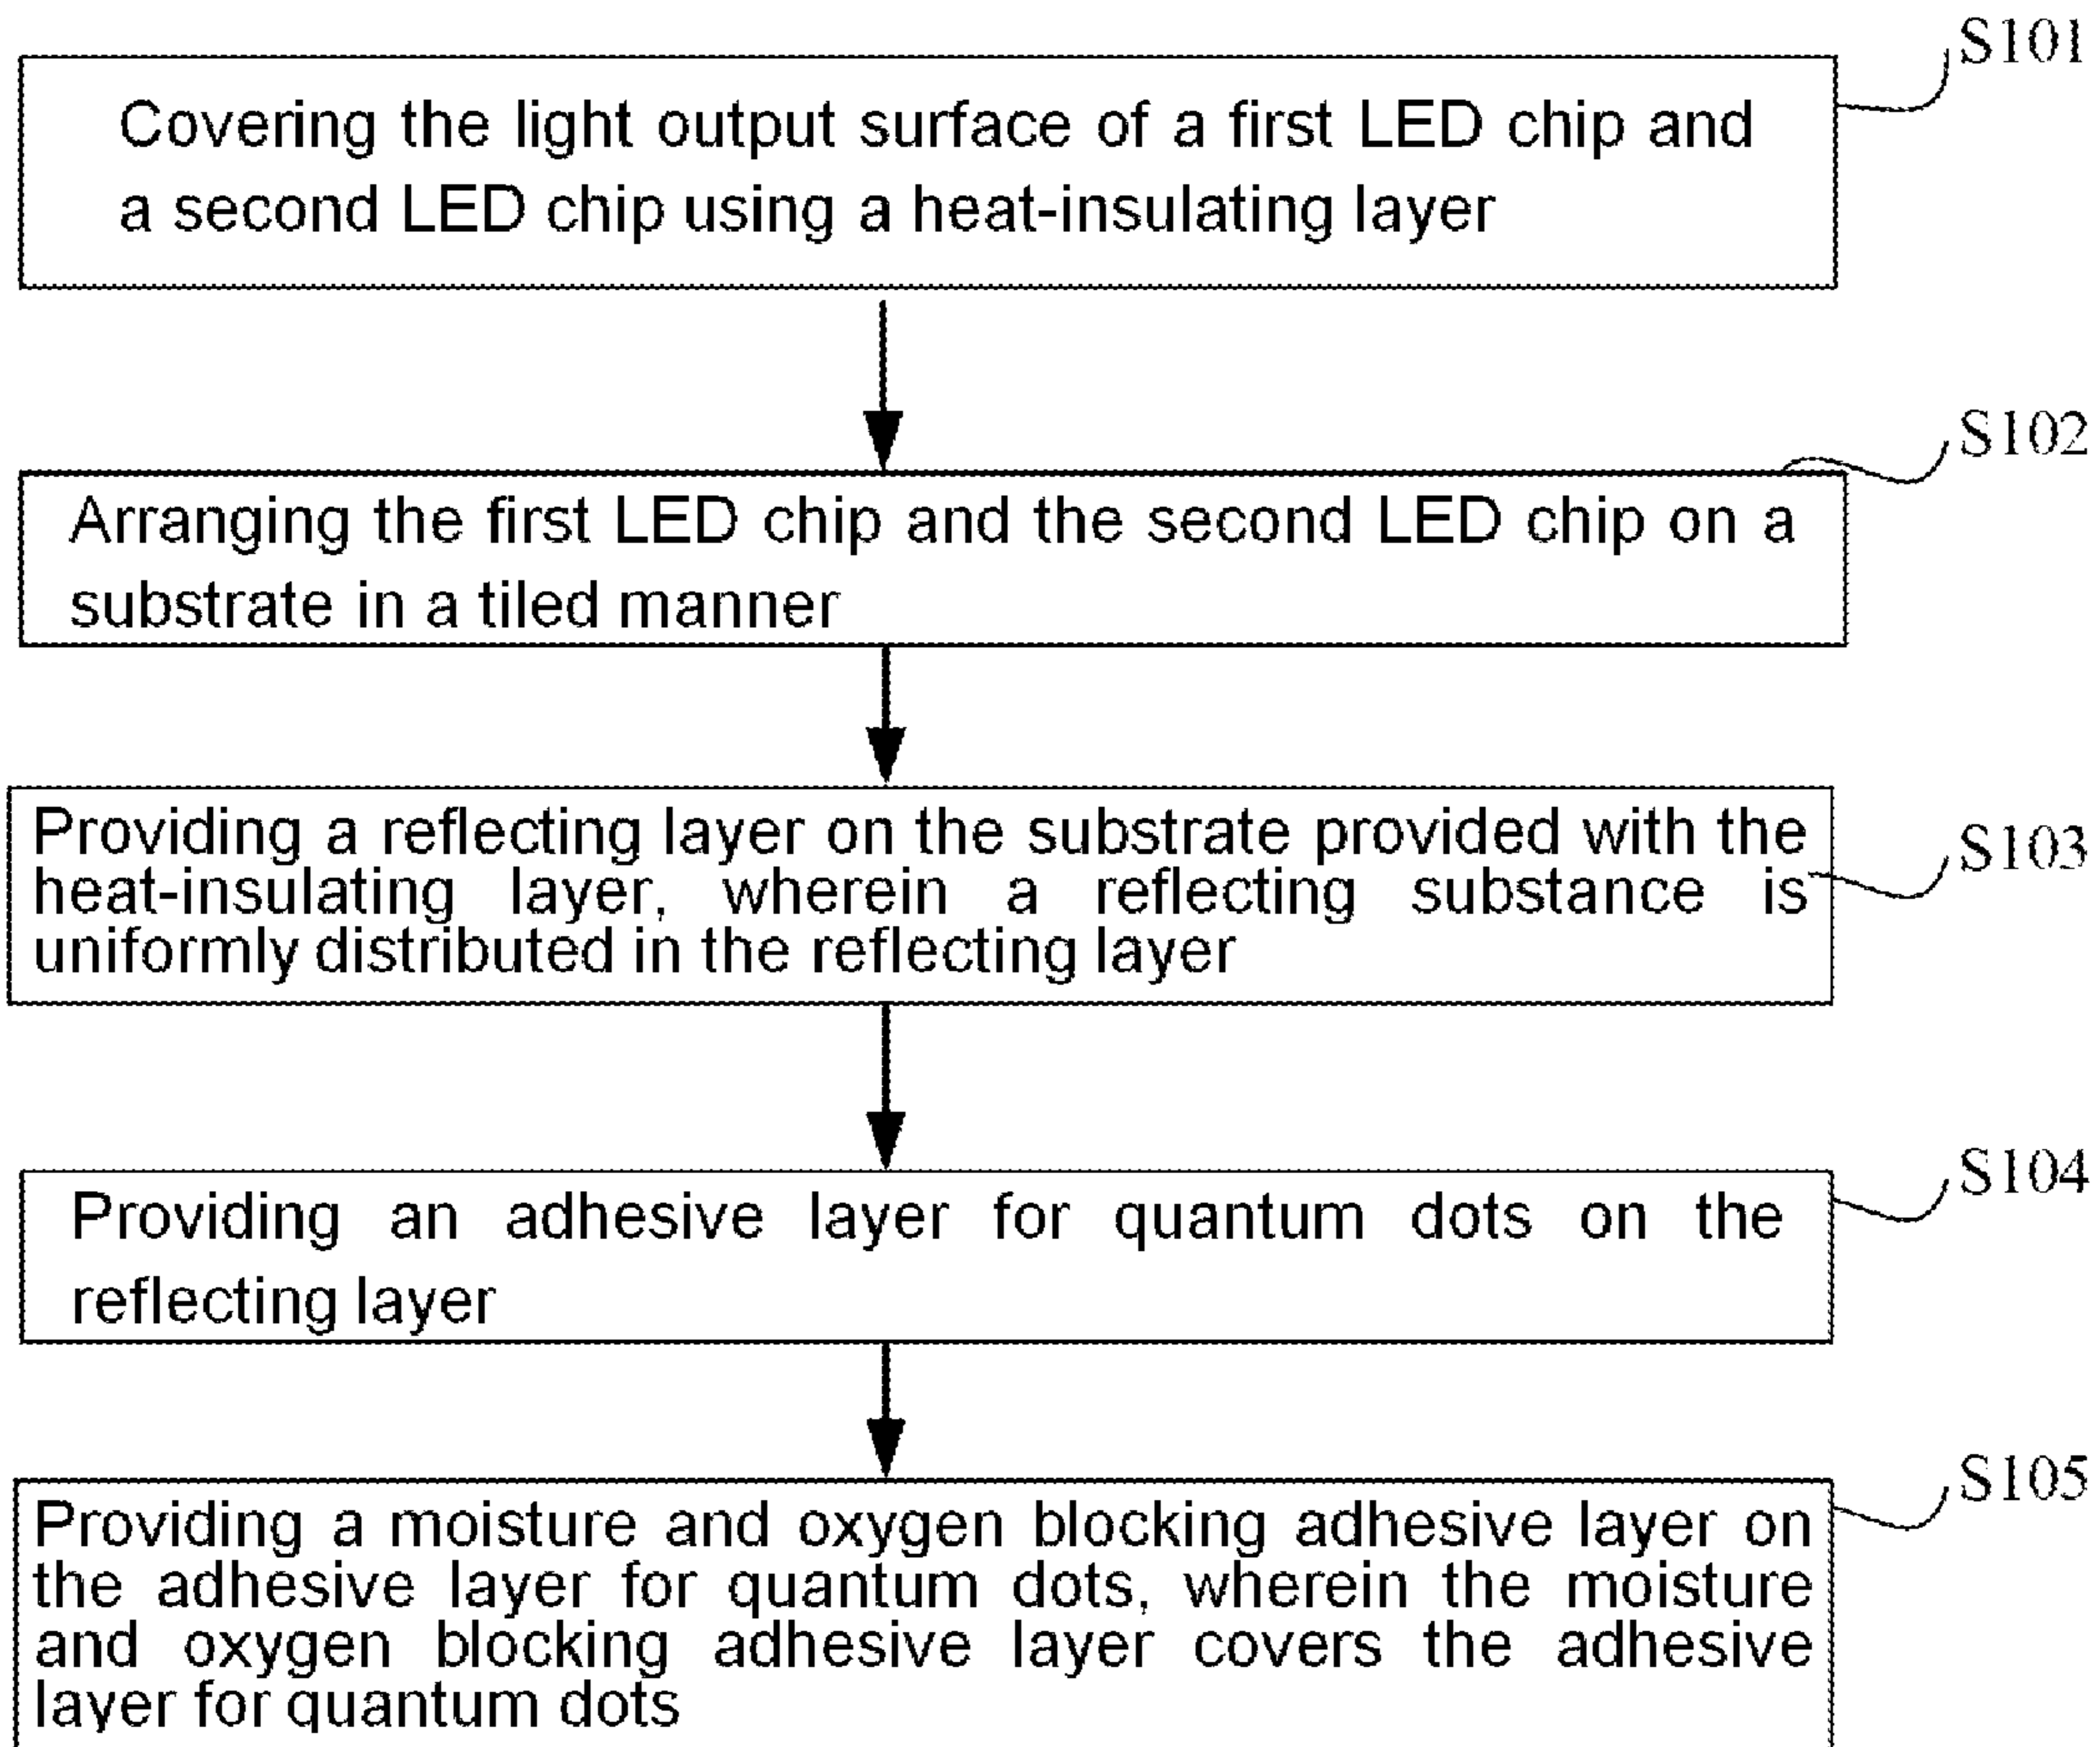 S101
Covering the light output surface of a first LED chip and
a second LED chip using a heat-insulating layer
S102
Arranging the first LED chip and the second LED chip on a
substrate in a tiled manner
Providing a reflecting layer on the substrate provided with the
S103
heat-insulating layer, wherein a reflecting substance is
uniformly distributed in the reflecting layer
S104
Providing an adhesive layer for quantum dots on the
reflecting layer
S105
Providing a moisture and oxygen blocking adhesive layer on
the adhesive layer for quantum dots, wherein the moisture
and oxygen blocking adhesive layer covers the adhesive
layer for quantum dots